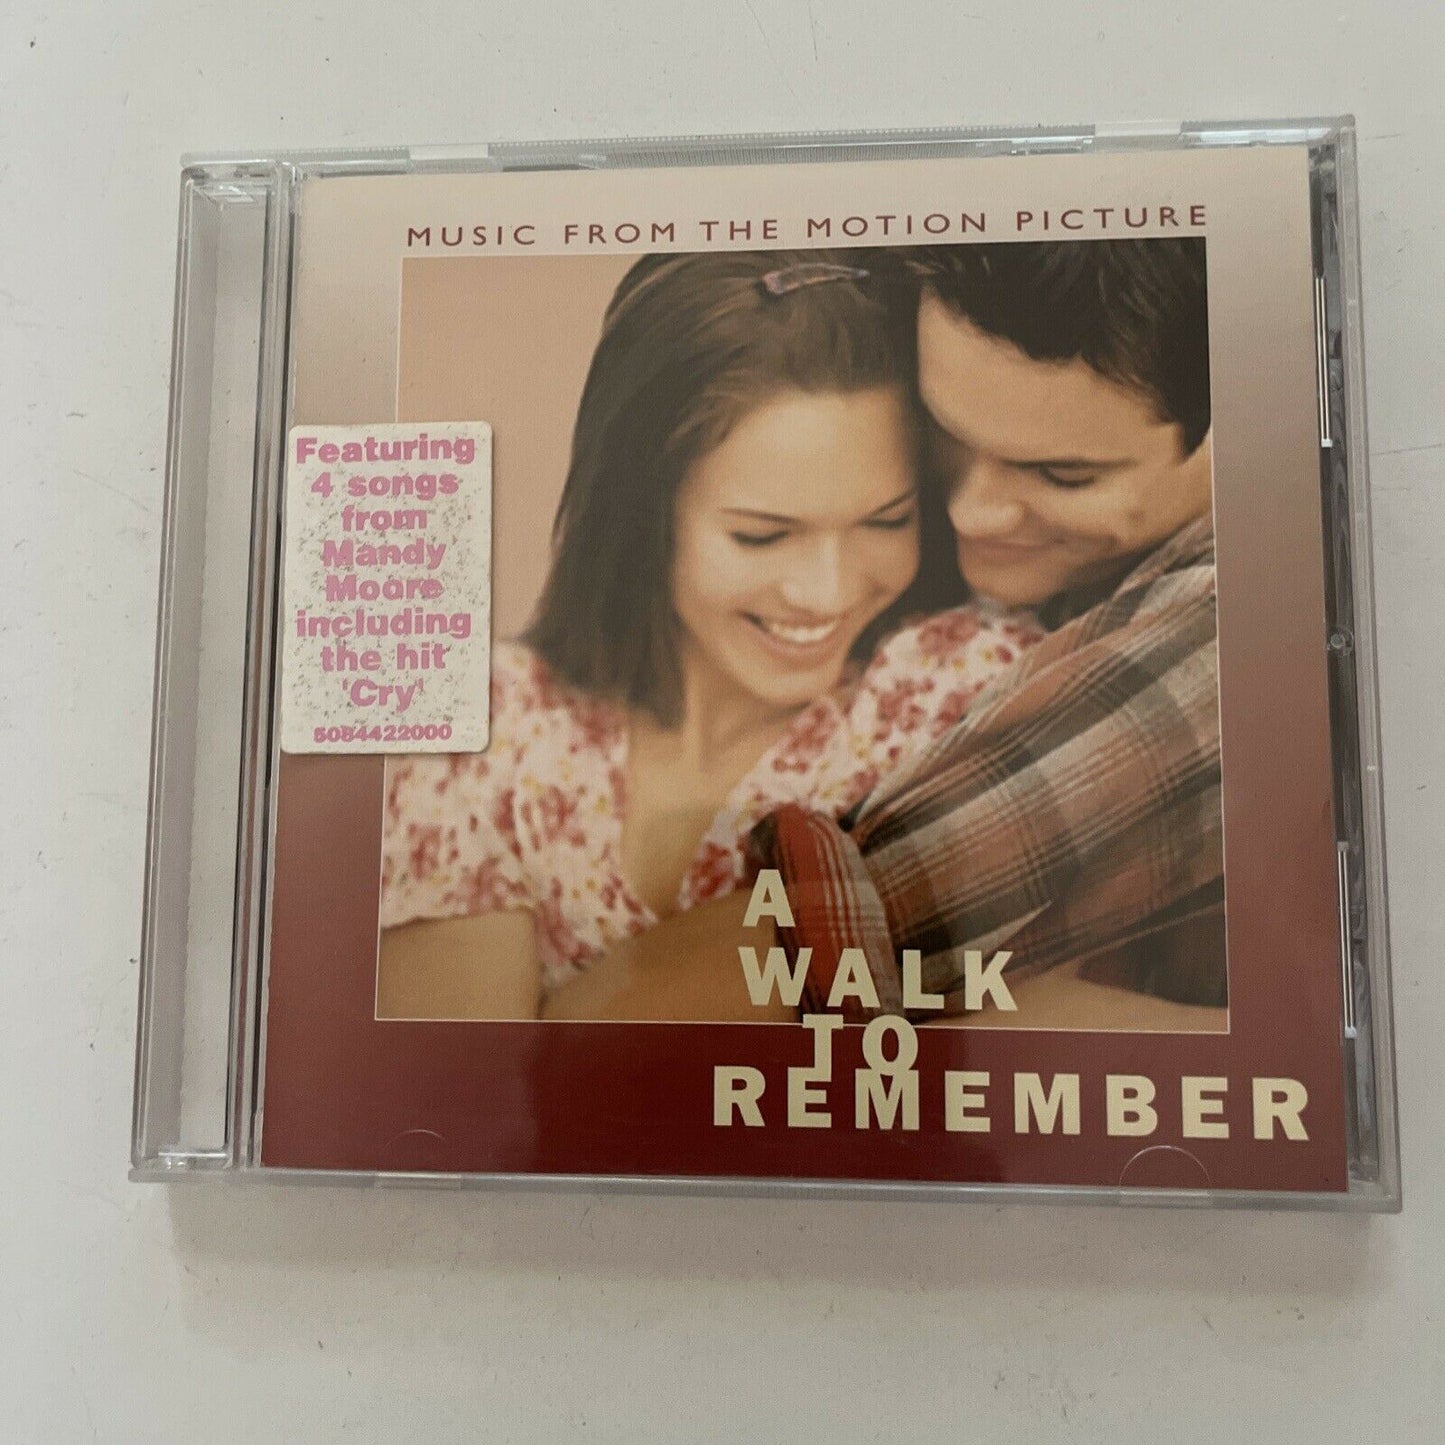 MUSIC FROM THE MOTION PICTURE
Featuring
4 songs
from
Mandy
Moore
including
the hit
'Cry'
5084422000
A
WALK
TO
REMEMBER